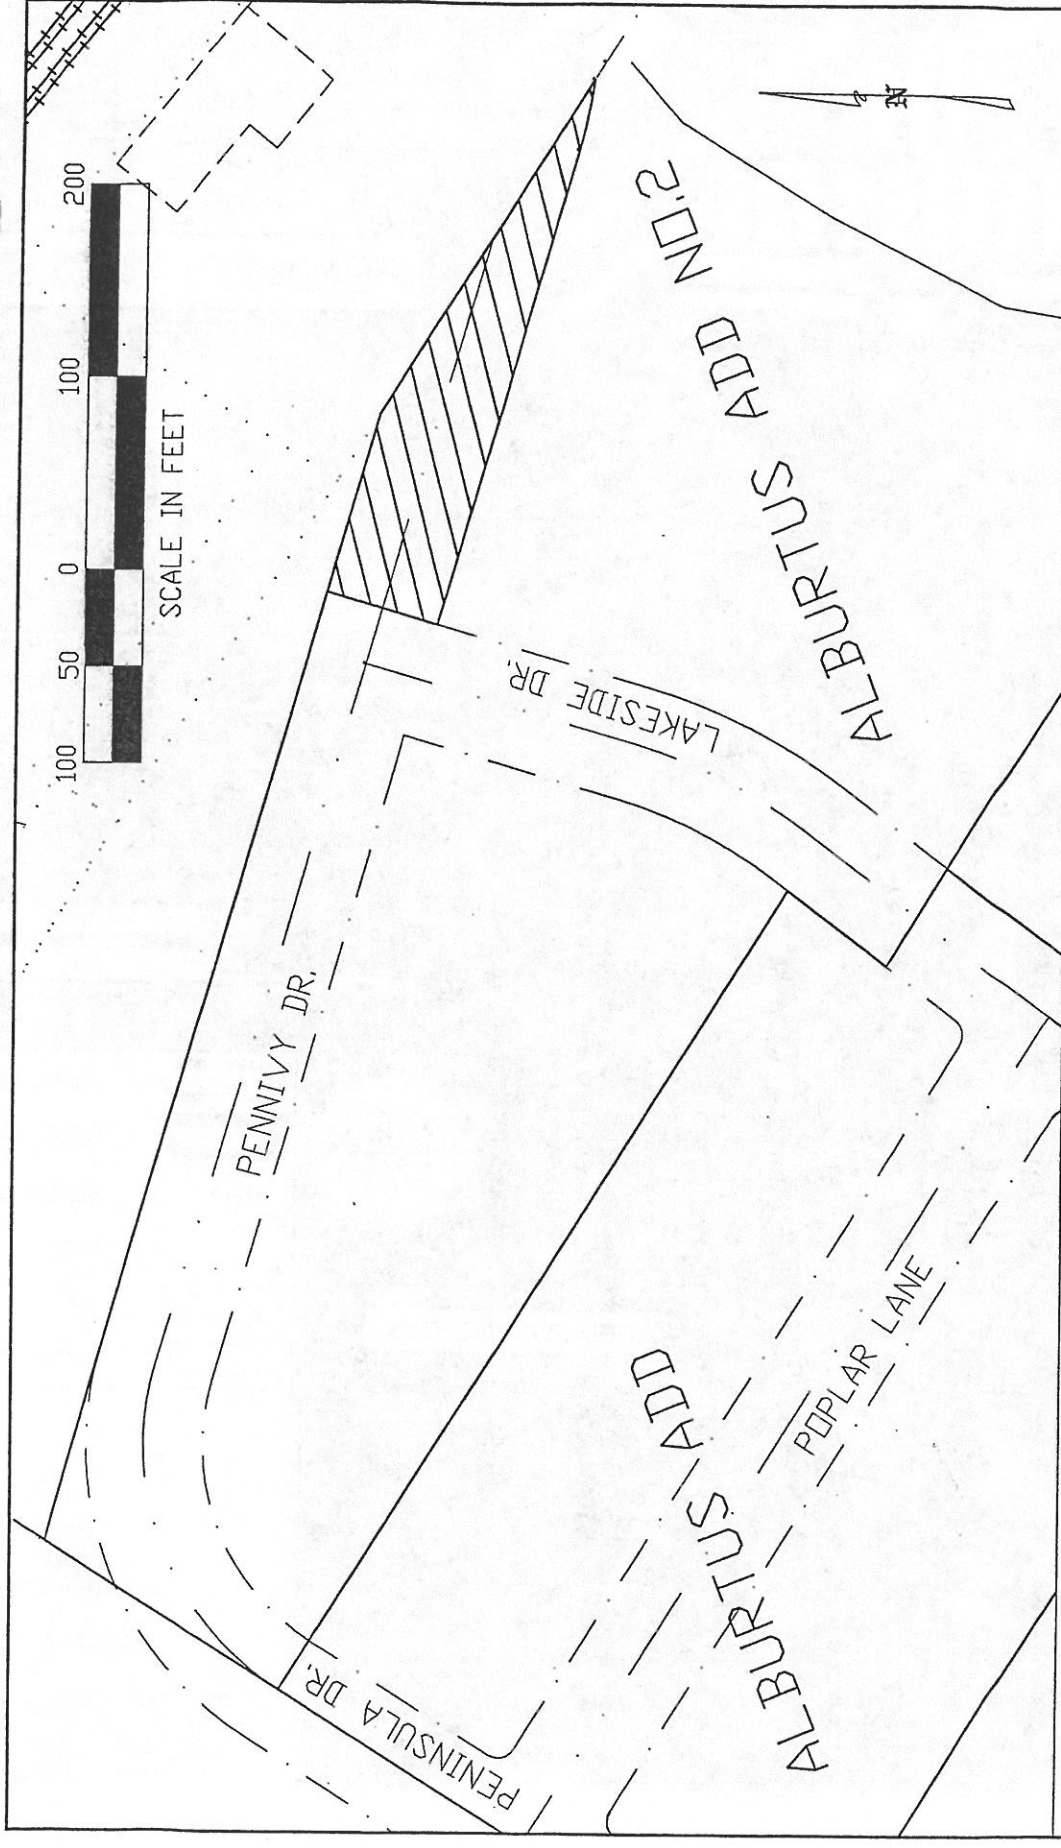 100 50 0 100 200
SCALE IN FEET
PENNIVY DR.
LAKESIDE DR.
N
ALBURTUS ADD NO.2
PENINSULA DR.
ALBURTUS ADD
POPLAR LANE